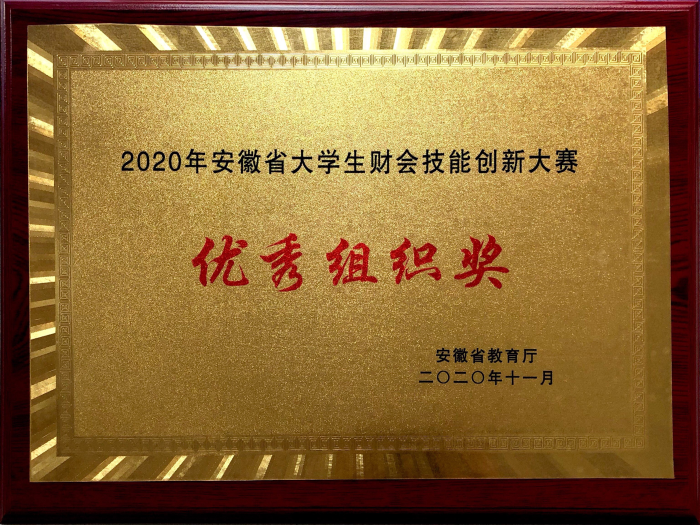 2020年安徽省大学生财会技能创新大赛
优秀组织奖
安徽省教育厅
二〇二〇年十一月